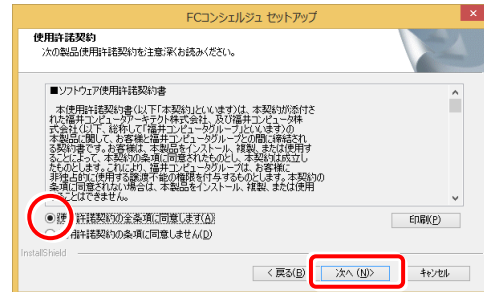 FCコンシェルジュ セットアップ
使用許諾契約
次の製品使用許諾契約を注意深くお読みください。
■ソフトウェア使用許諾契約書
本使用許諾契約書(以下「本契約」といいます)は、本契約が添付さ
れた福井コンピュータアーキテクト株式会社、及び福井コンピュータ株
式会社(以下、総称して「福井コンピュータグループ」といいます)の
本製品に関して、お客様と福井コンピュータグループとの間に締結され
る契約書です。お客様は、本製品をインストール、複製、または使用す
ることによって、本契約の条項に同意されたものとし、本契約は成立し
たものとします。これにより、福井コンピュータグループは、お客様に
非独占的に使用する譲渡不能の権限を付与するものとします。本契約の
条項に同意されない場合は、本製品をインストール、複製、または使用
することはできません。
使用許諾契約の全条項に同意します(A)
許諾契約の条項に同意しません(D)
印刷(P)
InstallShield
< 戻る(B)
次へ (N)>
キャンセル